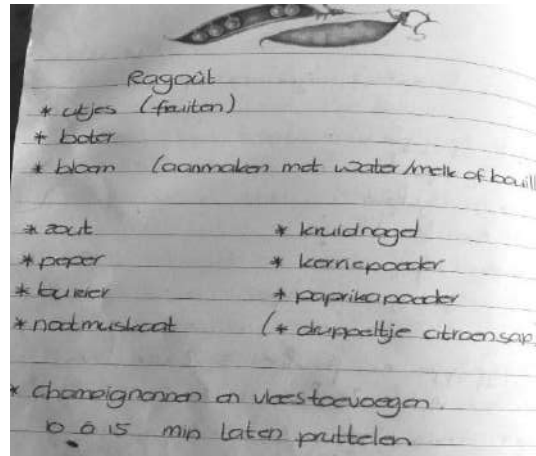 Ragoût
* uitjes (fruiten)
* boter
* bloem (aanmaken met water/melk of bouill
* zout * kruidnagel
* peper * kerriepoeder
* laurier * paprikapoeder
* nootmuskaat (* druppeltje citroensap
* champignonnen en vlees toevoegen.
10 à 15 min laten pruttelen